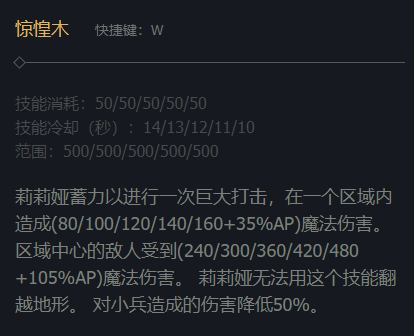 惊惶木 快捷键：W
技能消耗：50/50/50/50/50
技能冷却（秒）：14/13/12/11/10
范围：500/500/500/500/500
莉莉娅蓄力以进行一次巨大打击，在一个区域内
造成(80/100/120/140/160+35%AP)魔法伤害。
区域中心的敌人受到(240/300/360/420/480
+105%AP)魔法伤害。 莉莉娅无法用这个技能翻
越地形。 对小兵造成的伤害降低50%。